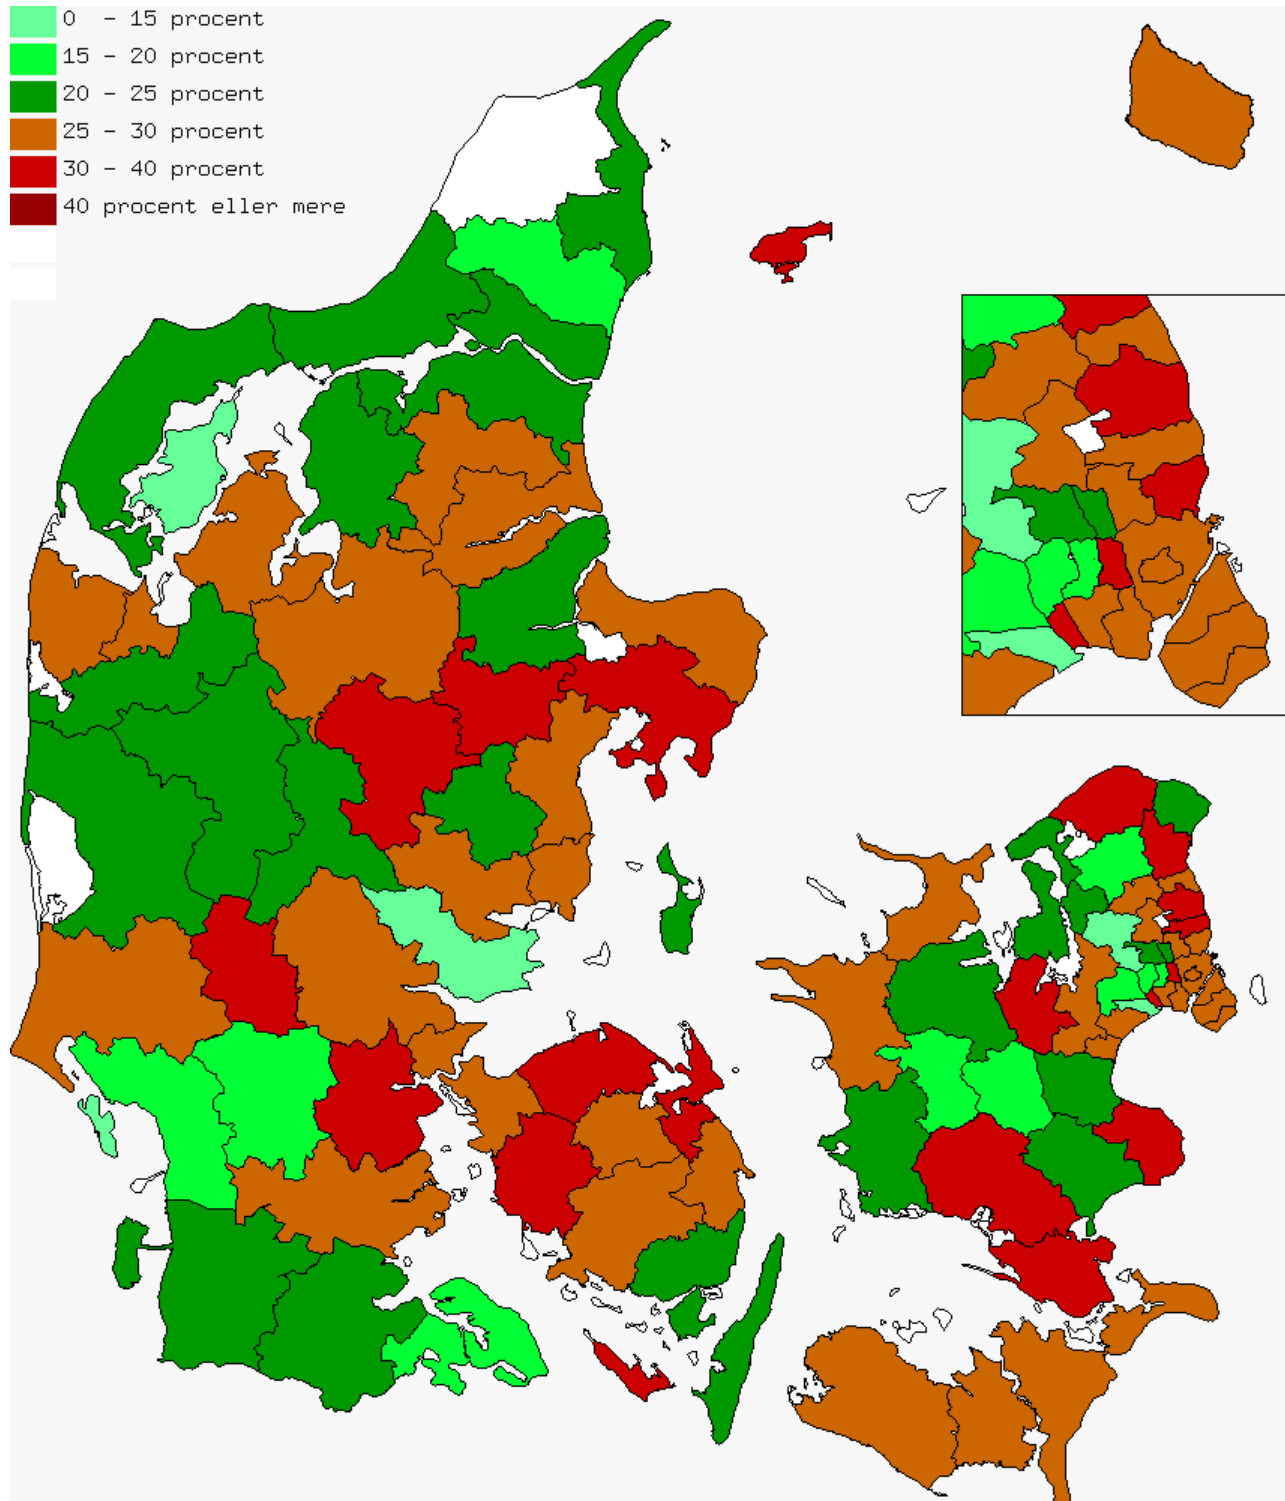 0 - 15 procent
15 - 20 procent
20 - 25 procent
25 - 30 procent
30 - 40 procent
40 procent eller mere